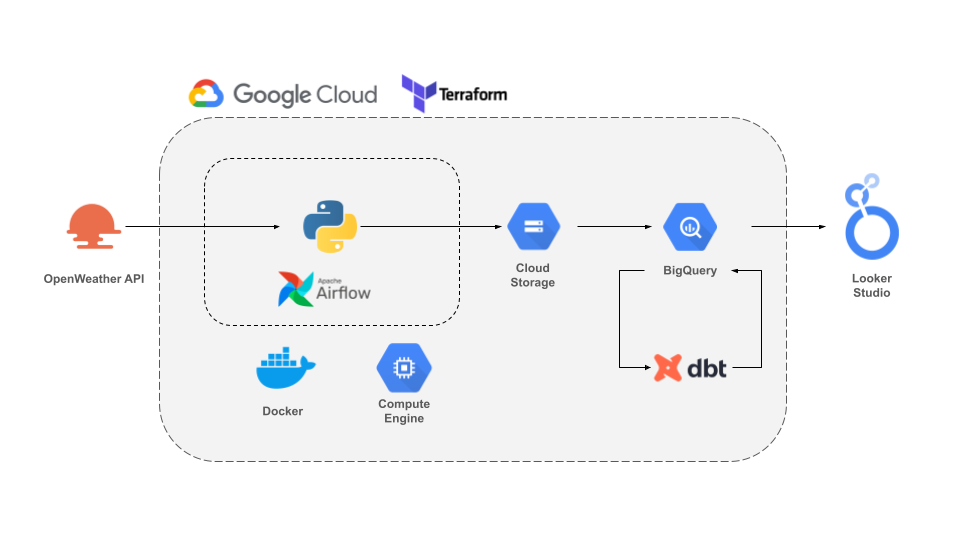 Google Cloud
Terraform
OpenWeather API
Apache
Airflow
Cloud
Storage
BigQuery
Looker
Studio
dbt
Docker
Compute
Engine